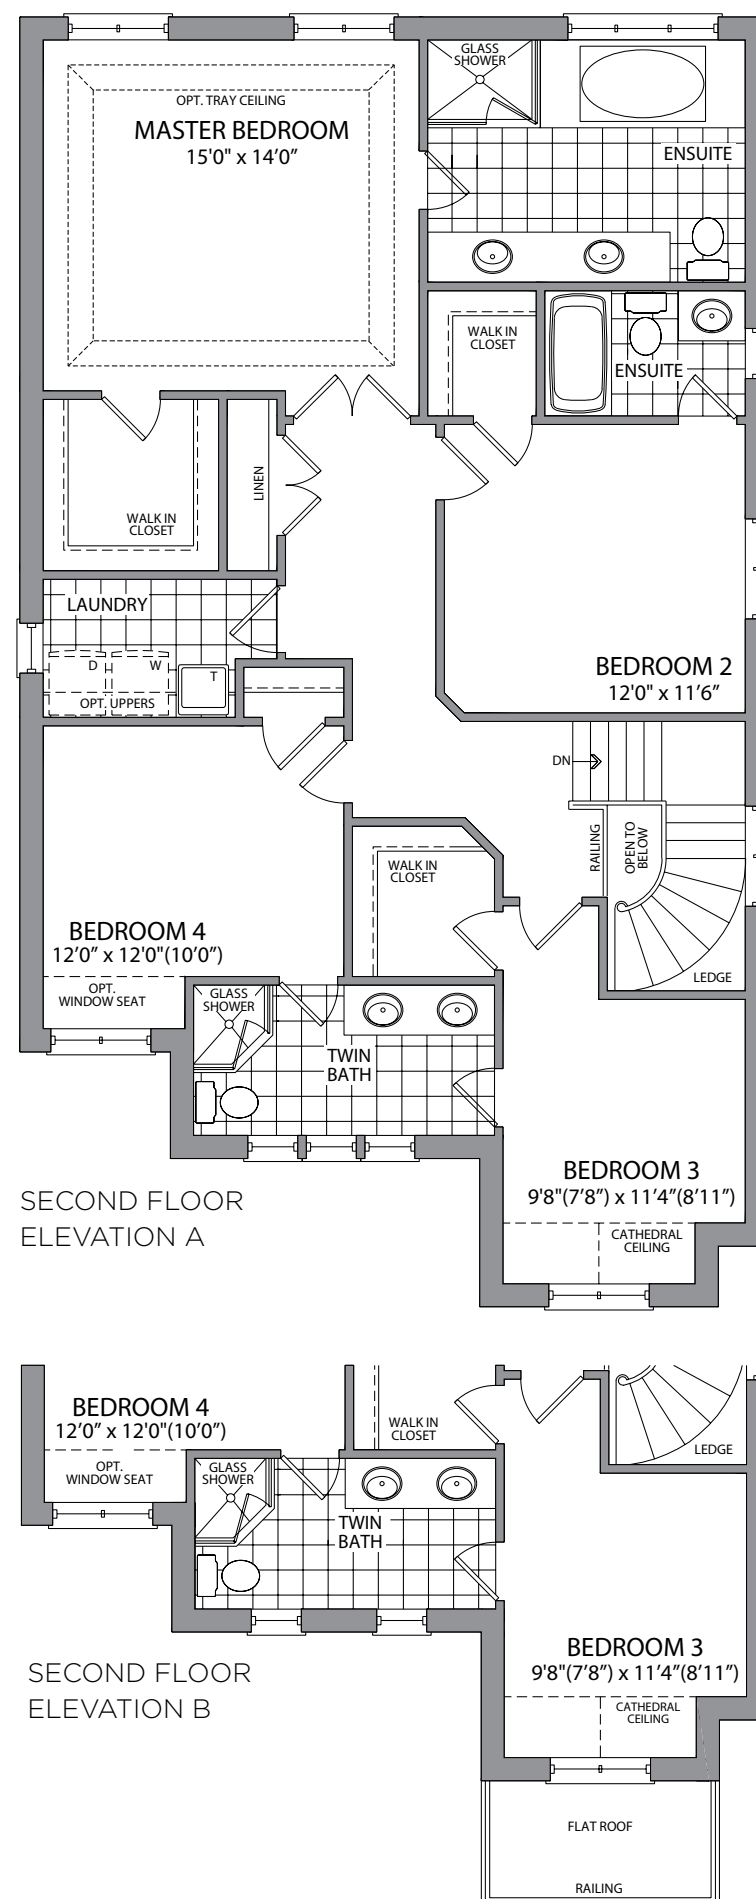 GLASS
SHOWER
OPT. TRAY CEILING
MASTER BEDROOM
15'0" x 14'0"
ENSUITE
WALK IN
CLOSET
ENSUITE
LINEN
WALK IN
CLOSET
LAUNDRY
D
W
T
OPT. UPPERS
BEDROOM 2
12'0" x 11'6"
DN
RAILING
OPEN TO
BELOW
WALK IN
CLOSET
BEDROOM 4
12'0" x 12'0"(10'0")
LEDGE
OPT.
WINDOW SEAT
GLASS
SHOWER
TWIN
BATH
BEDROOM 3
9'8"(7'8") x 11'4"(8'11")
CATHEDRAL
CEILING
SECOND FLOOR
ELEVATION A
BEDROOM 4
12'0" x 12'0"(10'0")
WALK IN
CLOSET
LEDGE
OPT.
WINDOW SEAT
GLASS
SHOWER
TWIN
BATH
BEDROOM 3
9'8"(7'8") x 11'4"(8'11")
CATHEDRAL
CEILING
SECOND FLOOR
ELEVATION B
FLAT ROOF
RAILING